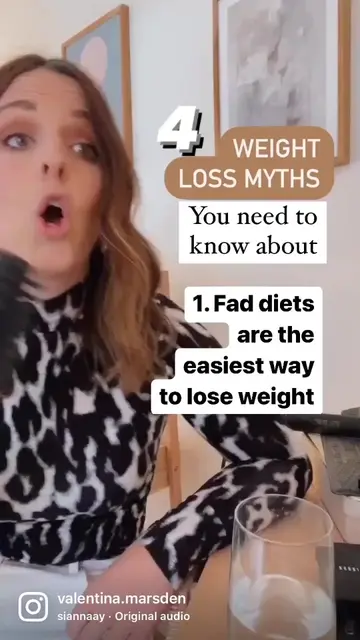 4
WEIGHT
LOSS MYTHS
You need to
know about
1. Fad diets
are the
easiest way
to lose weight
valentina.marsden
siannaay · Original audio